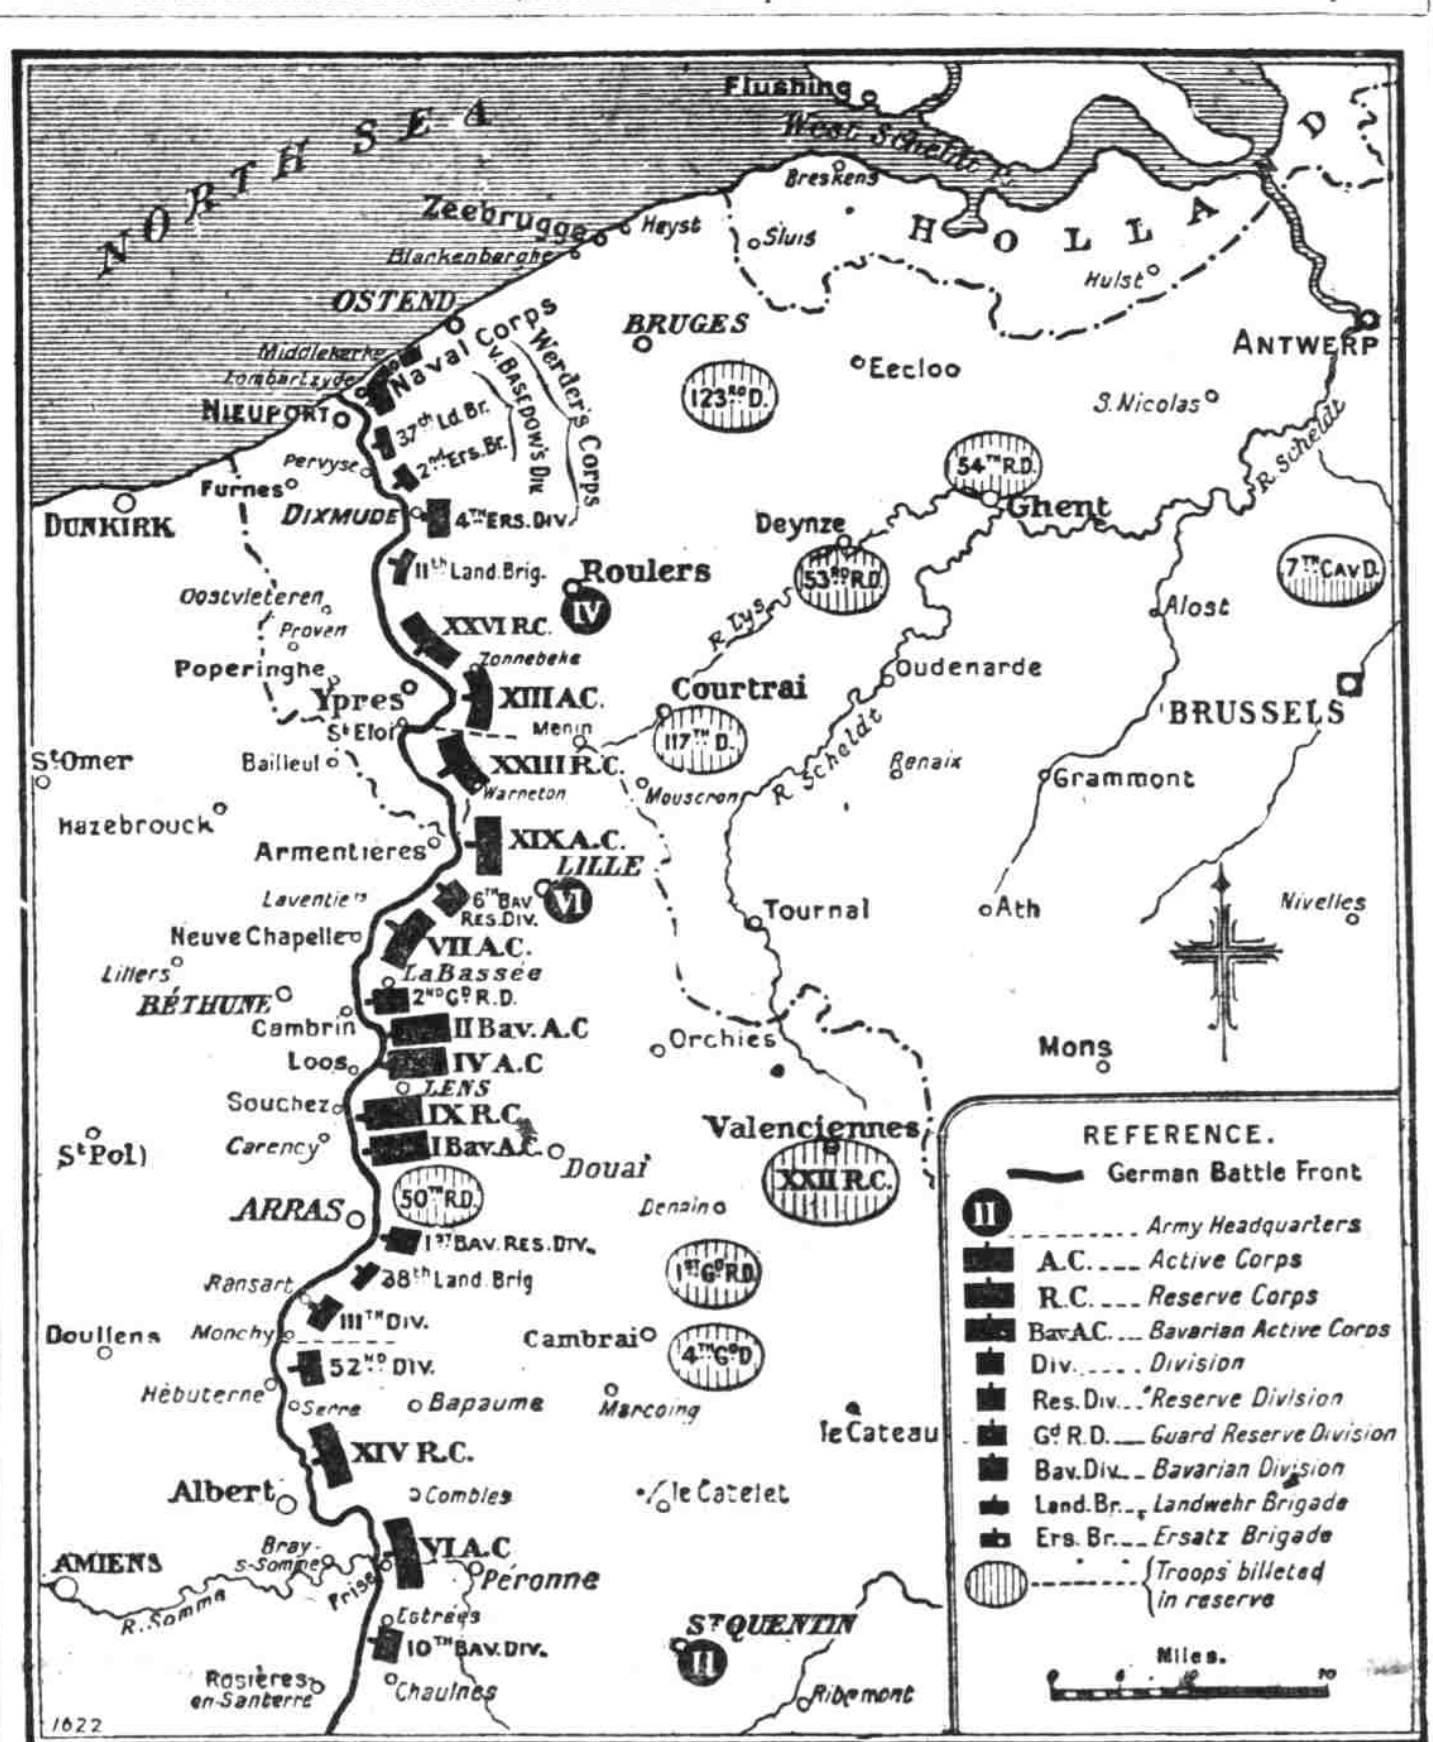 NORTH SEA
Flushing
West Scheldt R.
Breskens
HOLLAND
Zeebrugge
Heyst
Sluis
Blankenberghe
Hulst
OSTEND
BRUGES
ANTWERP
Middlekerke
Naval Corps
Werder's Corps
V. BASEDOW'S DIV
Lombartzyde
Eecloo
123RD D.
S. Nicolas
NIEUPORT
37th Ld. Br.
2nd Ers. Br.
Pervyse
54TH R.D.
R. Scheldt
Furnes
DUNKIRK
DIXMUDE
4TH ERS. DIV.
Ghent
Deynze
11th Land. Brig.
Roulers
IV
53RD R.D.
7TH CAV D.
Oostvleteren
Alost
Proven
XXVI R.C.
R. Lys
Zonnebeke
Poperinghe
Oudenarde
Ypres
XIII A.C.
Courtrai
BRUSSELS
St Eloi
Menin
117TH D.
St Omer
Bailleul
XXIII R.C.
R. Scheldt
Renaix
Grammont
Warneton
Mouscron
Hazebrouck
Armentières
XIX A.C.
LILLE
VI
Laventie
6TH BAV
RES. DIV.
Tournai
Ath
Nivelles
Neuve Chapelle
VII A.C.
Lillers
La Bassée
BÉTHUNE
2ND GD R.D.
Cambrin
II Bav. A.C
Orchies
Mons
Loos
IV A.C
LENS
Souchez
IX R.C.
Valenciennes
St Pol)
Carency
I Bav. A.C.
Douai
XXII R.C.
50TH R.D.
ARRAS
Denain
1ST BAV. RES. DIV.
38th Land. Brig
1ST GD R.D.
Ransart
111TH DIV.
Doullens
Monchy
Cambrai
4TH GD D.
52ND DIV.
Hébuterne
Serre
Bapaume
Marcoing
le Cateau
XIV R.C.
Albert
Combles
le Catelet
AMIENS
Bray-
s-Somme
VI A.C
Frise
Péronne
R. Somme
Estrées
ST QUENTIN
II
10TH BAV. DIV.
Rosières
en-Santerre
Chaulnes
Ribemont
1622
REFERENCE.
German Battle Front
II Army Headquarters
A.C. Active Corps
R.C. Reserve Corps
Bav A.C. Bavarian Active Corps
Div. Division
Res. Div. Reserve Division
Gd R.D. Guard Reserve Division
Bav. Div. Bavarian Division
Land. Br. Landwehr Brigade
Ers. Br. Ersatz Brigade
Troops billeted
in reserve
Miles.